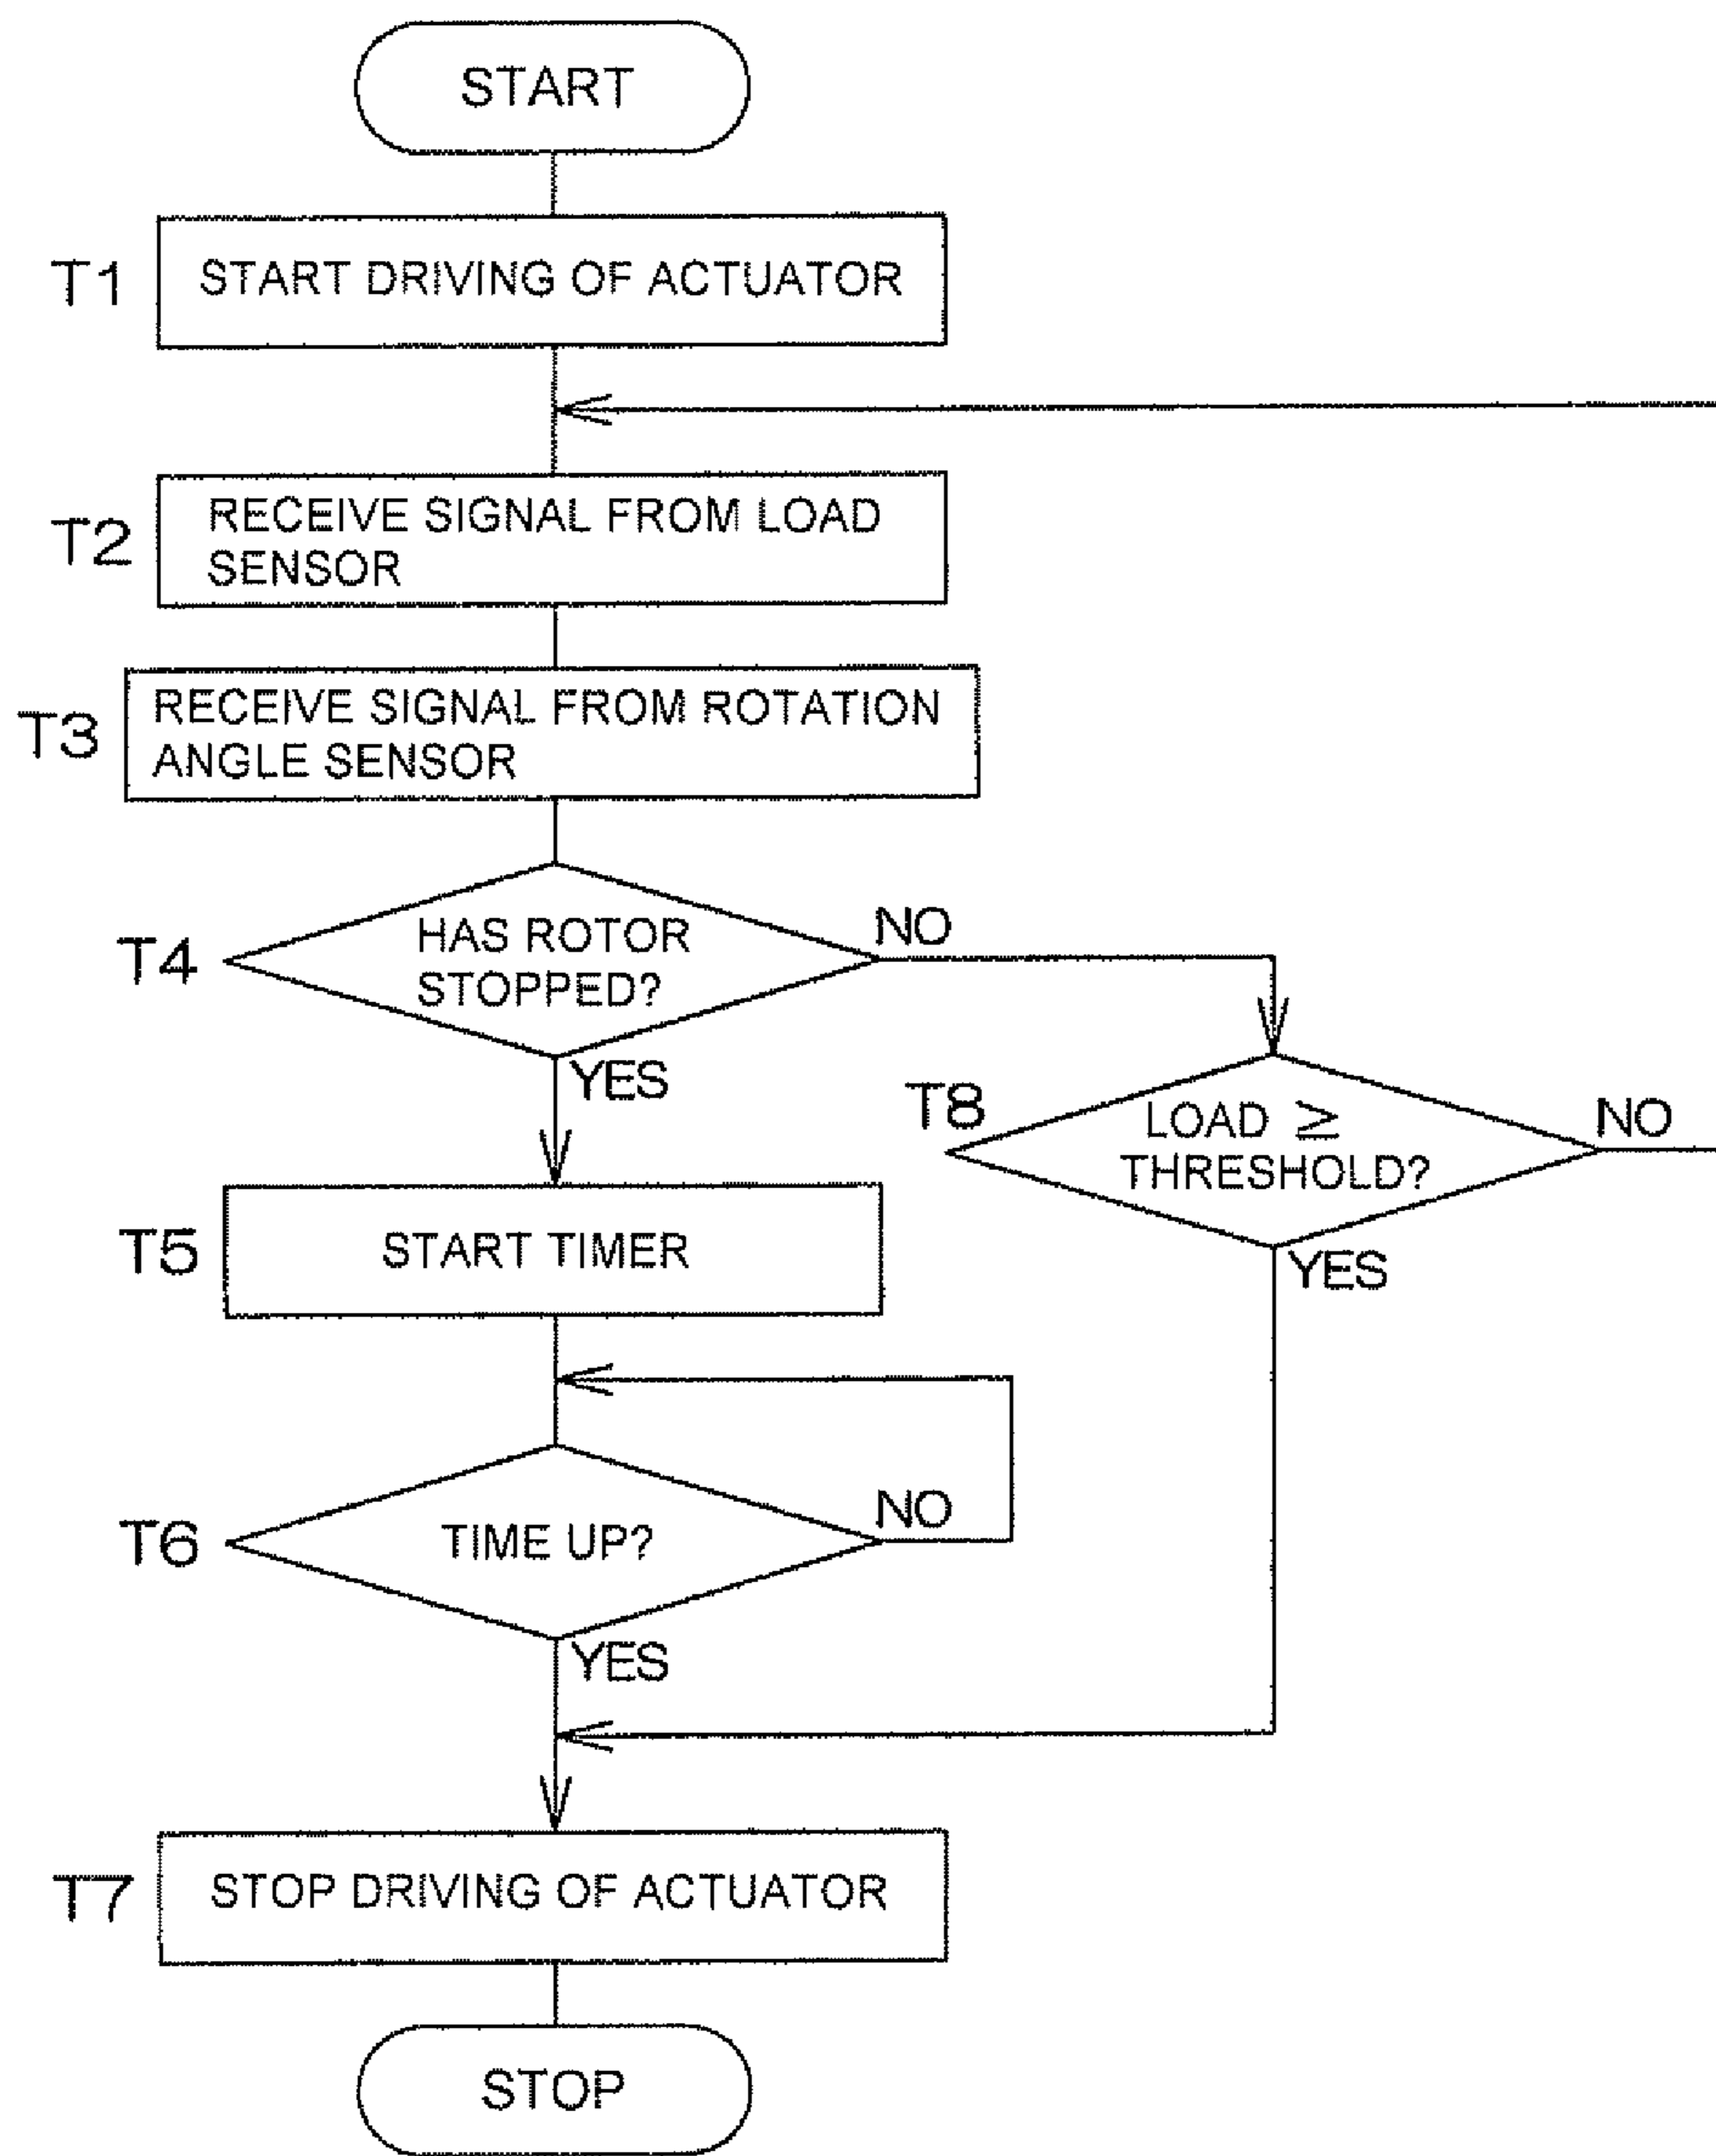 START
T1
START DRIVING OF ACTUATOR
T2
RECEIVE SIGNAL FROM LOAD
SENSOR
T3
RECEIVE SIGNAL FROM ROTATION
ANGLE SENSOR
T4
HAS ROTOR
STOPPED?
NO
YES
T8
LOAD ≥
THRESHOLD?
NO
YES
T5
START TIMER
T6
TIME UP?
NO
YES
T7
STOP DRIVING OF ACTUATOR
STOP